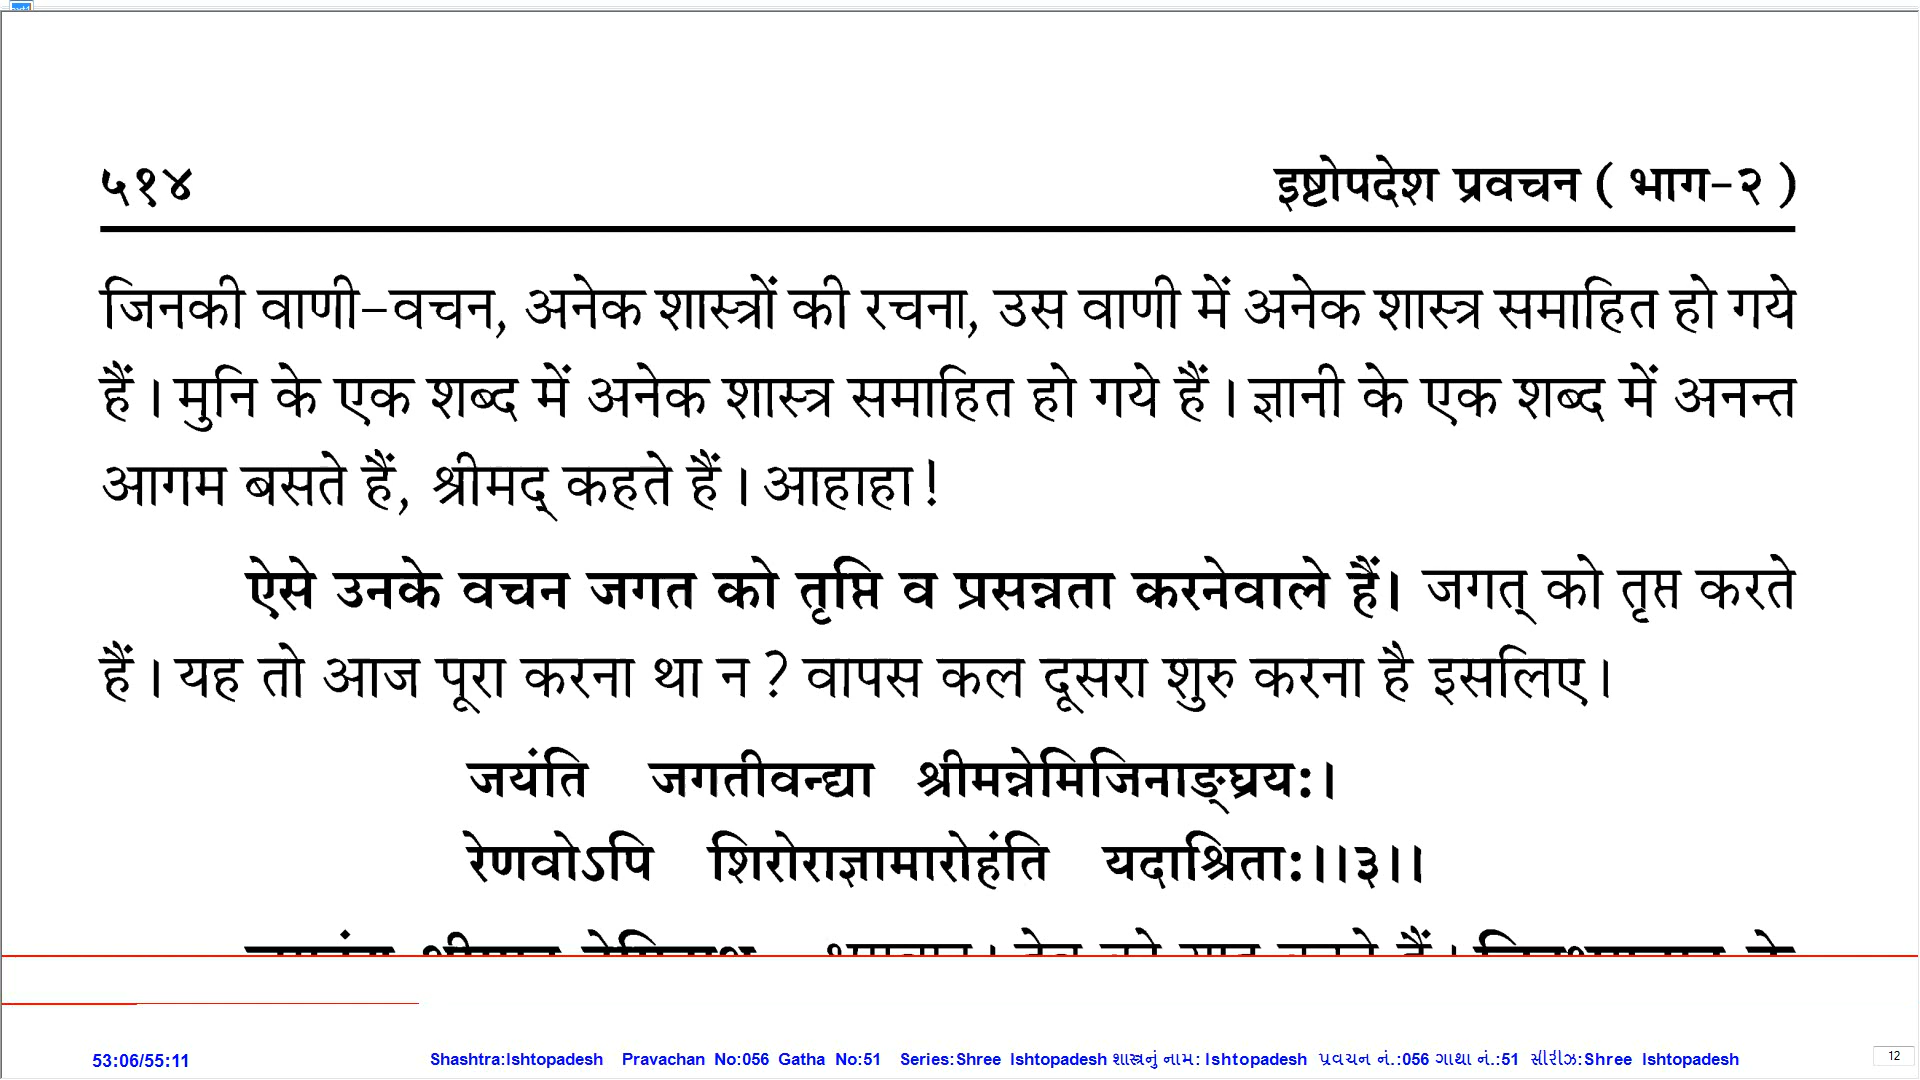 ५१४ इष्टोपदेश प्रवचन ( भाग-२ )
जिनकी वाणी-वचन, अनेक शास्त्रों की रचना, उस वाणी में अनेक शास्त्र समाहित हो गये
हैं। मुनि के एक शब्द में अनेक शास्त्र समाहित हो गये हैं। ज्ञानी के एक शब्द में अनन्त
आगम बसते हैं, श्रीमद् कहते हैं। आहाहा!
ऐसे उनके वचन जगत को तृप्ति व प्रसन्नता करनेवाले हैं। जगत् को तृप्त करते
हैं। यह तो आज पूरा करना था न? वापस कल दूसरा शुरु करना है इसलिए।
जयंति जगतीवन्द्या श्रीमन्नेमिजिनाङ्घ्रयः।
रेणवोऽपि शिरोराज्ञामारोहंति यदाश्रिताः।।३।।
53:06/55:11 Shashtra:Ishtopadesh Pravachan No:056 Gatha No:51 Series:Shree Ishtopadesh શાસ્ત્રનું નામ: Ishtopadesh પ્રવચન નં.:056 ગાથા નં.:51 સીરીઝ:Shree Ishtopadesh 12